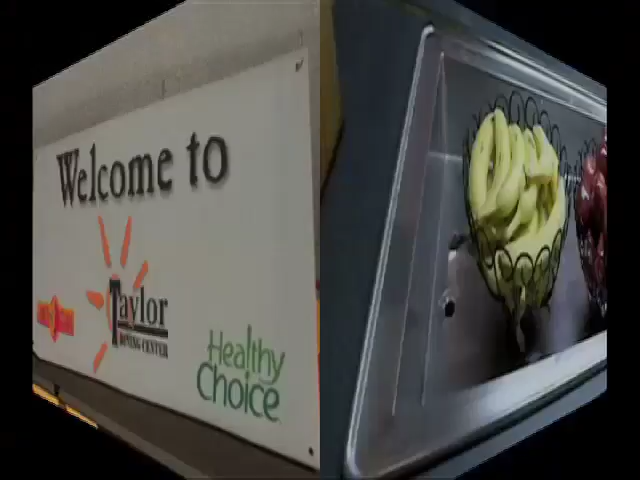 Welcome to
Taylor
DINING CENTER
Healthy
Choice